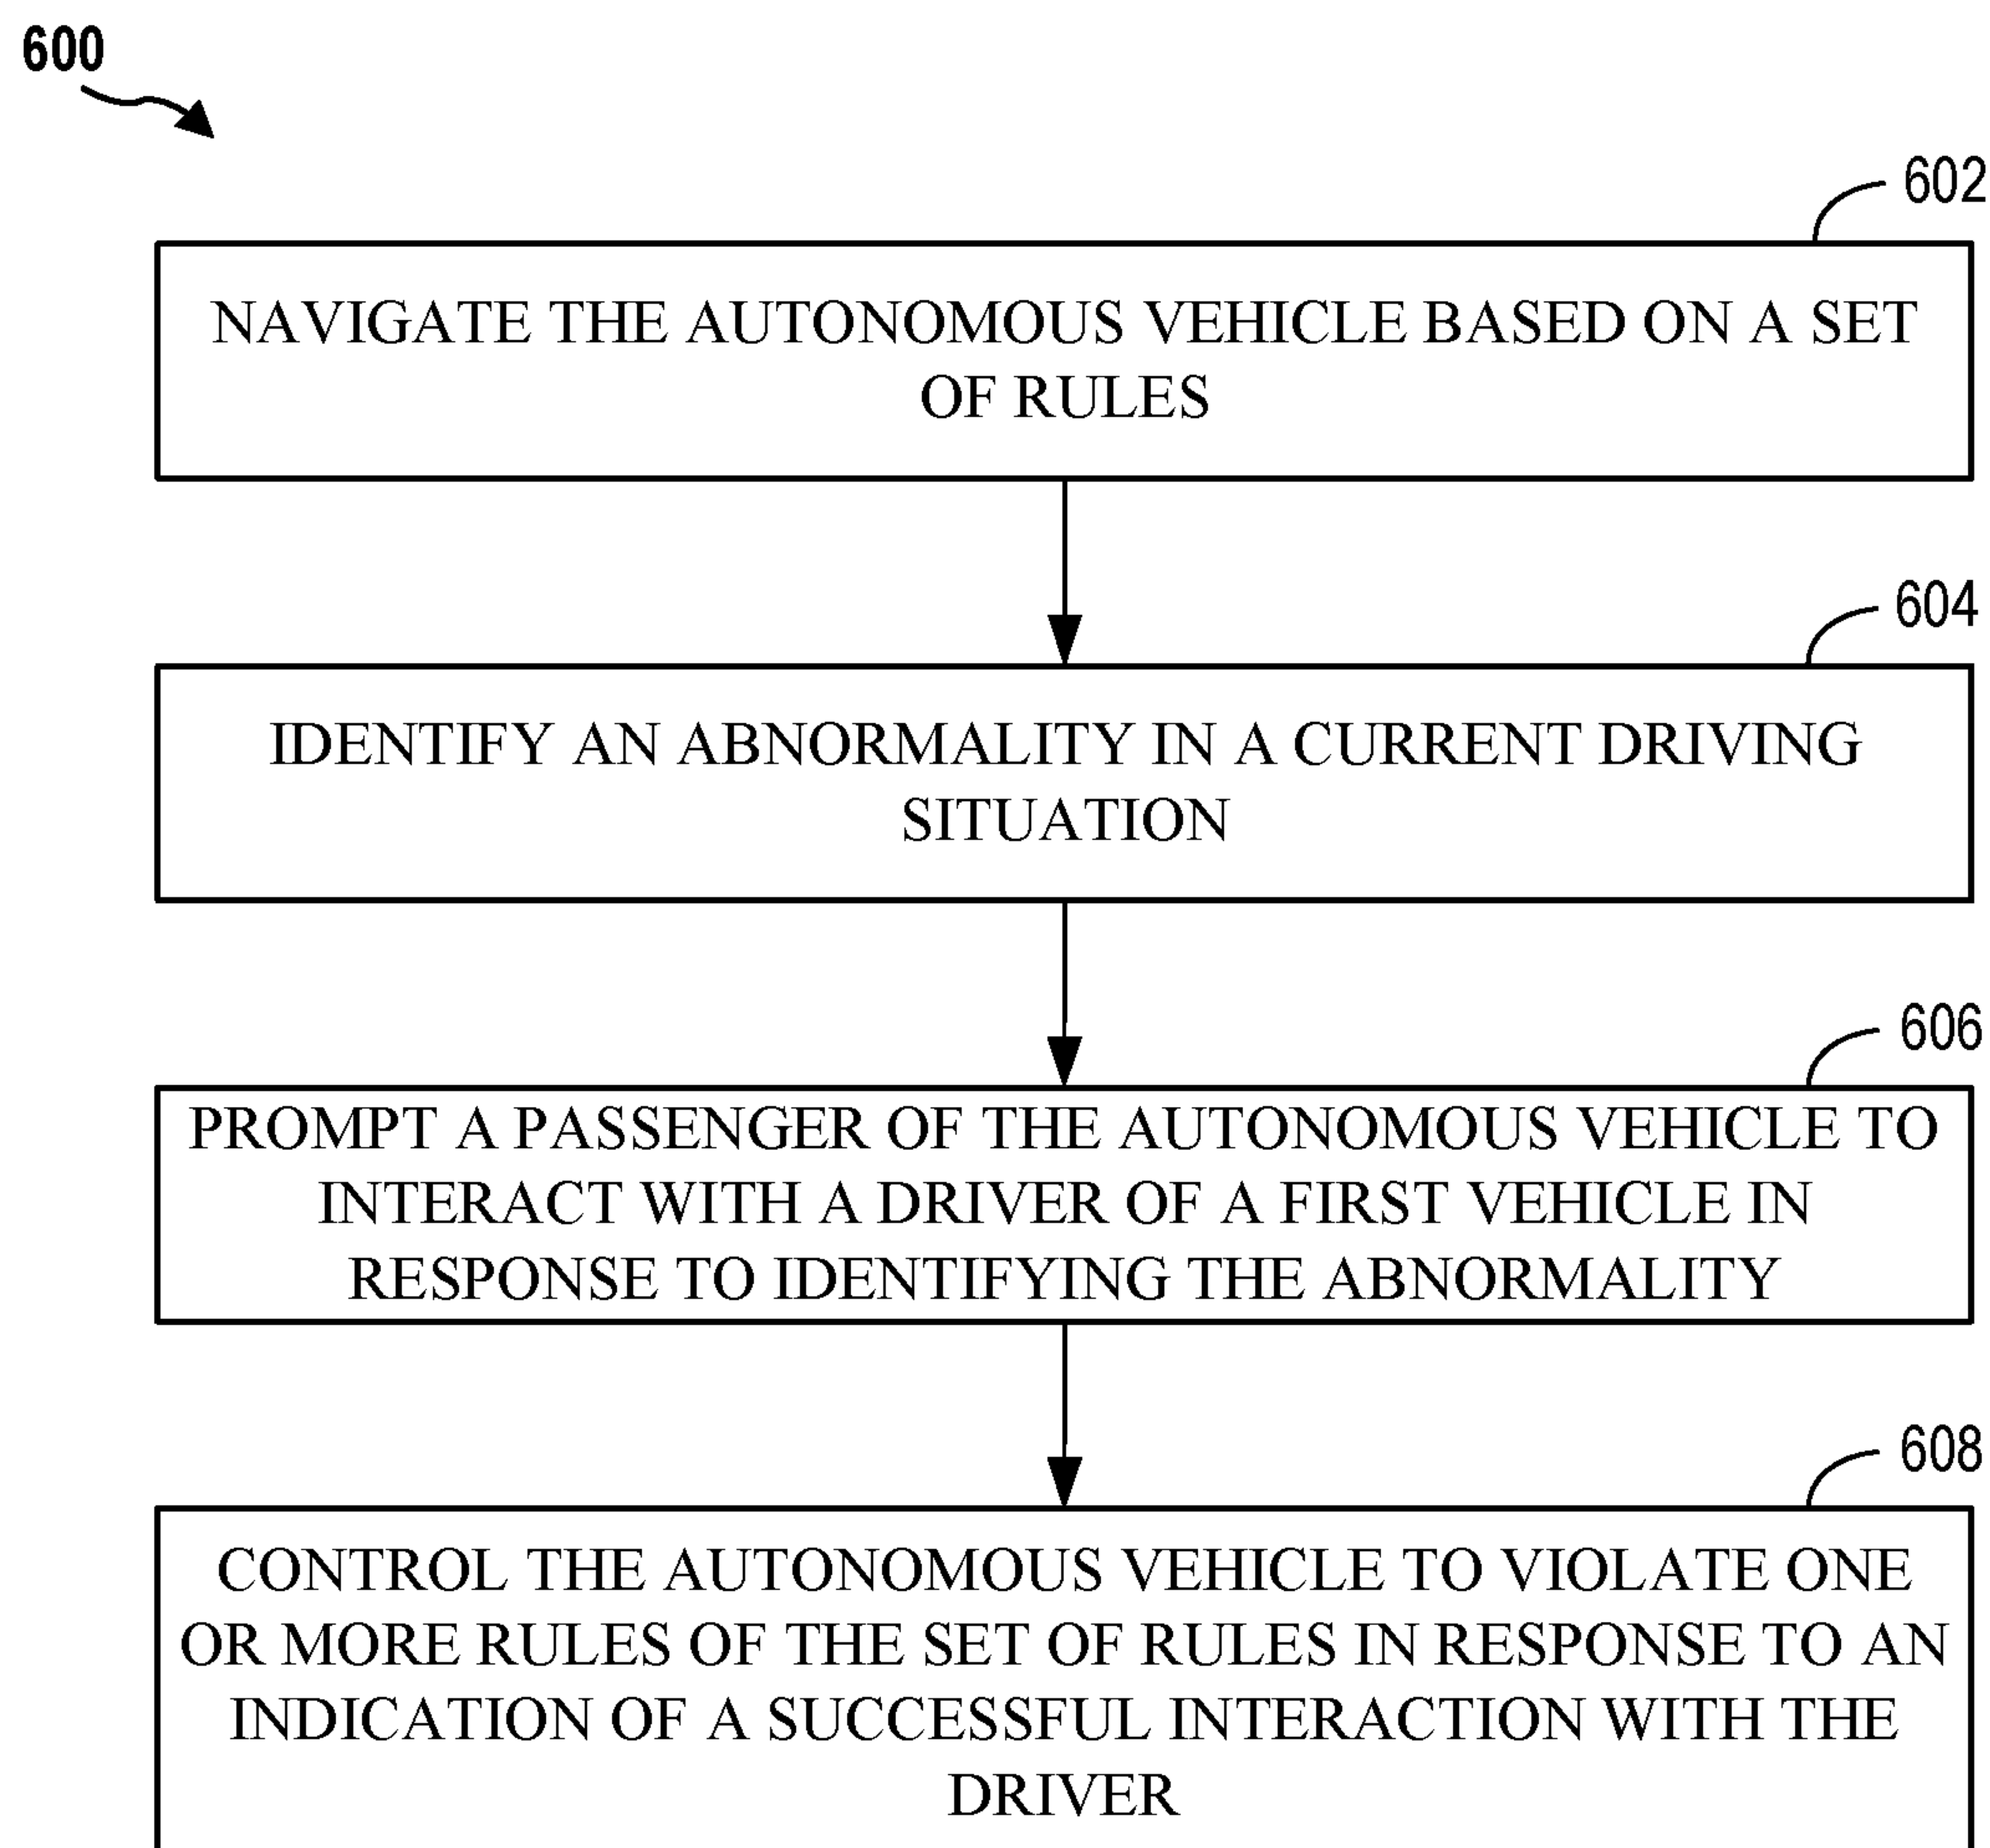 600
602
NAVIGATE THE AUTONOMOUS VEHICLE BASED ON A SET
OF RULES
604
IDENTIFY AN ABNORMALITY IN A CURRENT DRIVING
SITUATION
606
PROMPT A PASSENGER OF THE AUTONOMOUS VEHICLE TO
INTERACT WITH A DRIVER OF A FIRST VEHICLE IN
RESPONSE TO IDENTIFYING THE ABNORMALITY
608
CONTROL THE AUTONOMOUS VEHICLE TO VIOLATE ONE
OR MORE RULES OF THE SET OF RULES IN RESPONSE TO AN
INDICATION OF A SUCCESSFUL INTERACTION WITH THE
DRIVER